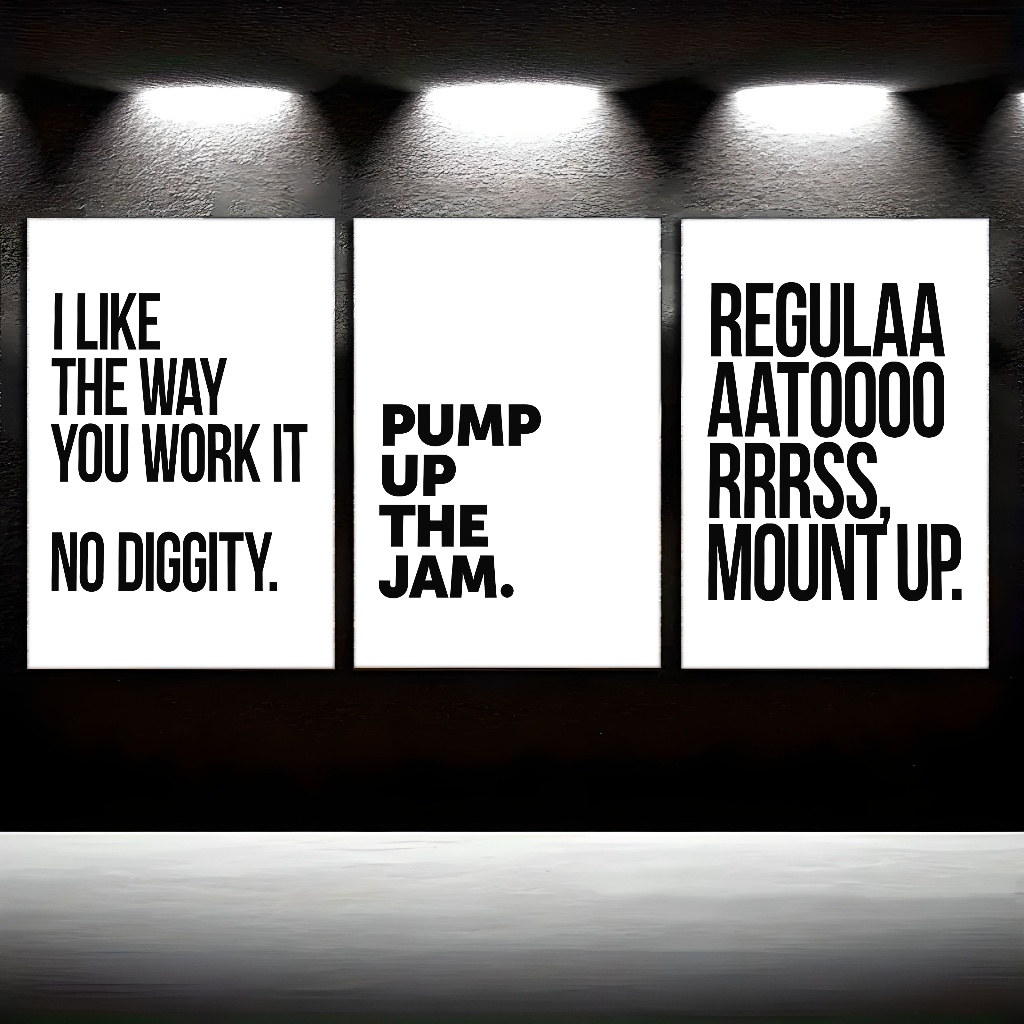 I LIKE
THE WAY
YOU WORK IT
NO DIGGITY.
PUMP
UP
THE
JAM.
REGULAA
AATOOOO
RRRSS,
MOUNT UP.